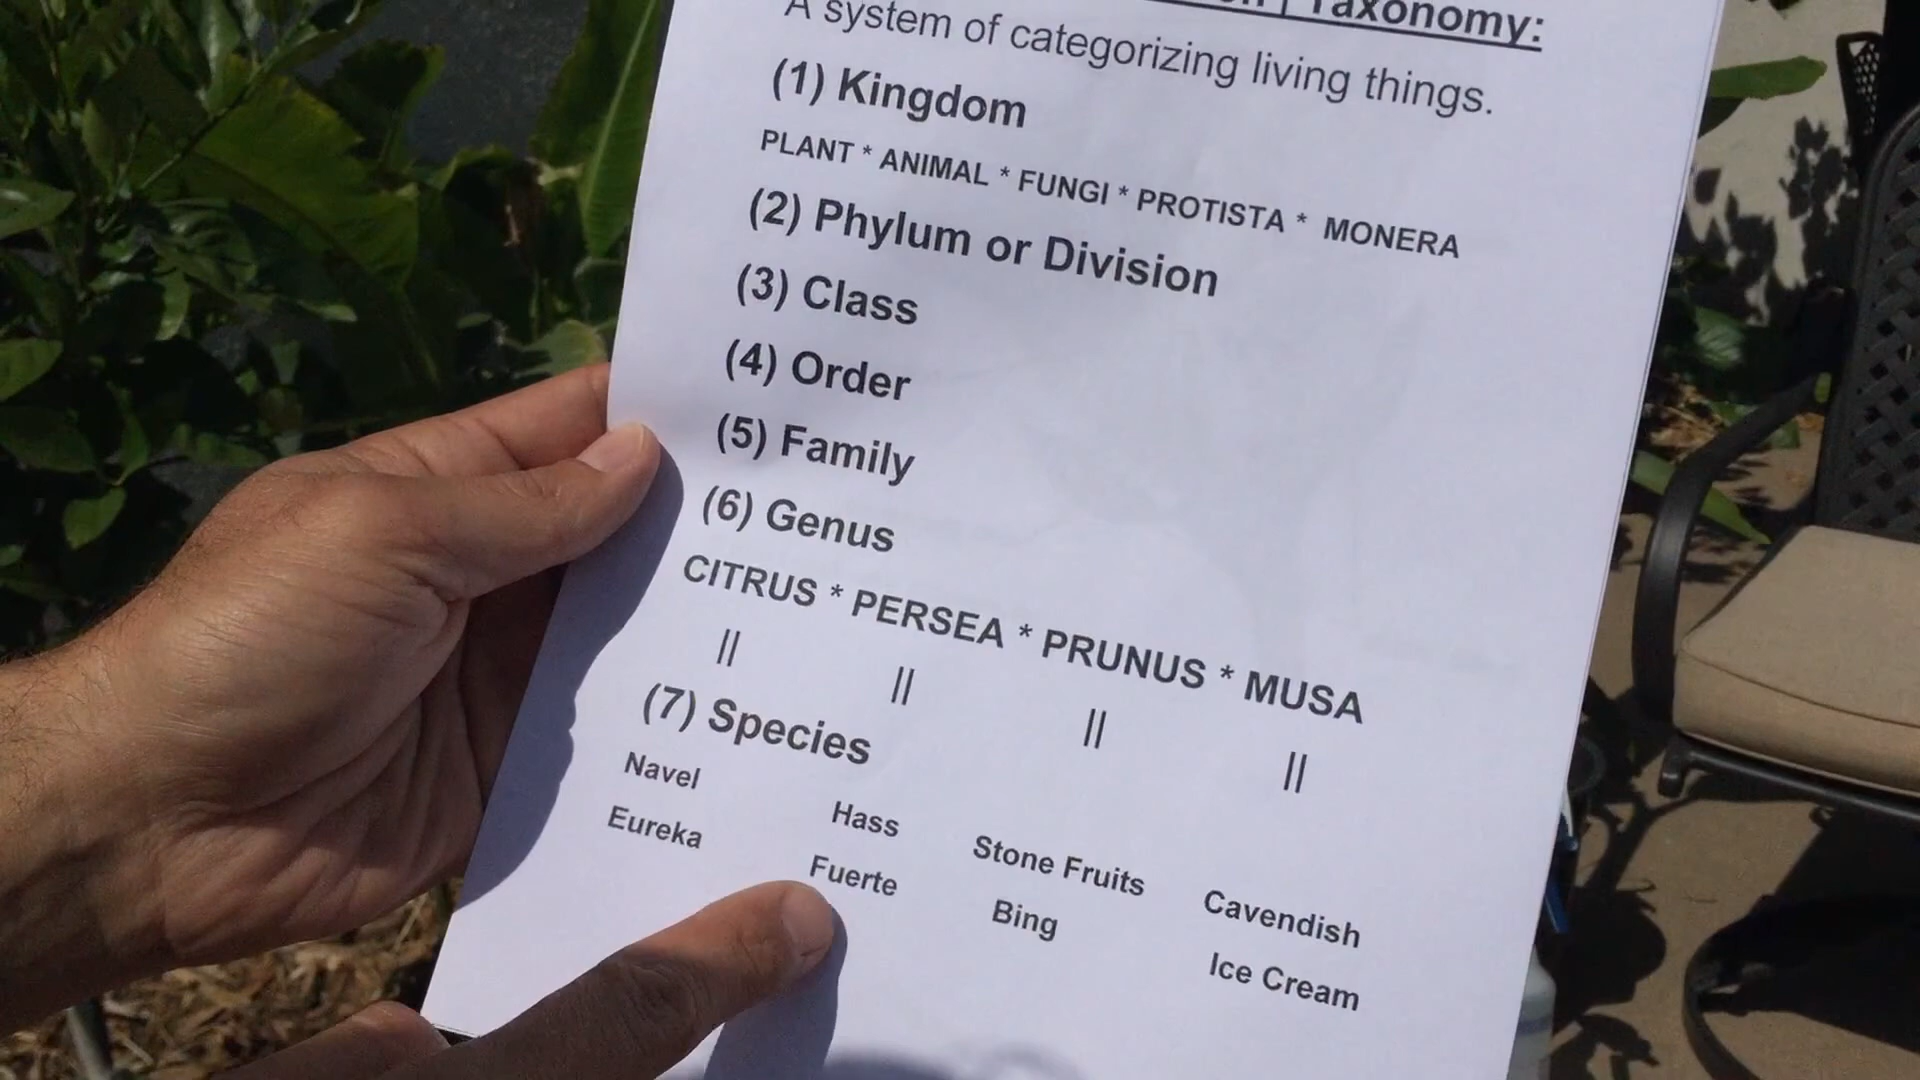 Taxonomy:
A system of categorizing living things.
(1) Kingdom
PLANT * ANIMAL * FUNGI * PROTISTA * MONERA
(2) Phylum or Division
(3) Class
(4) Order
(5) Family
(6) Genus
CITRUS * PERSEA * PRUNUS * MUSA
|| || || ||
(7) Species
Navel Hass Stone Fruits Cavendish
Eureka Fuerte Bing Ice Cream